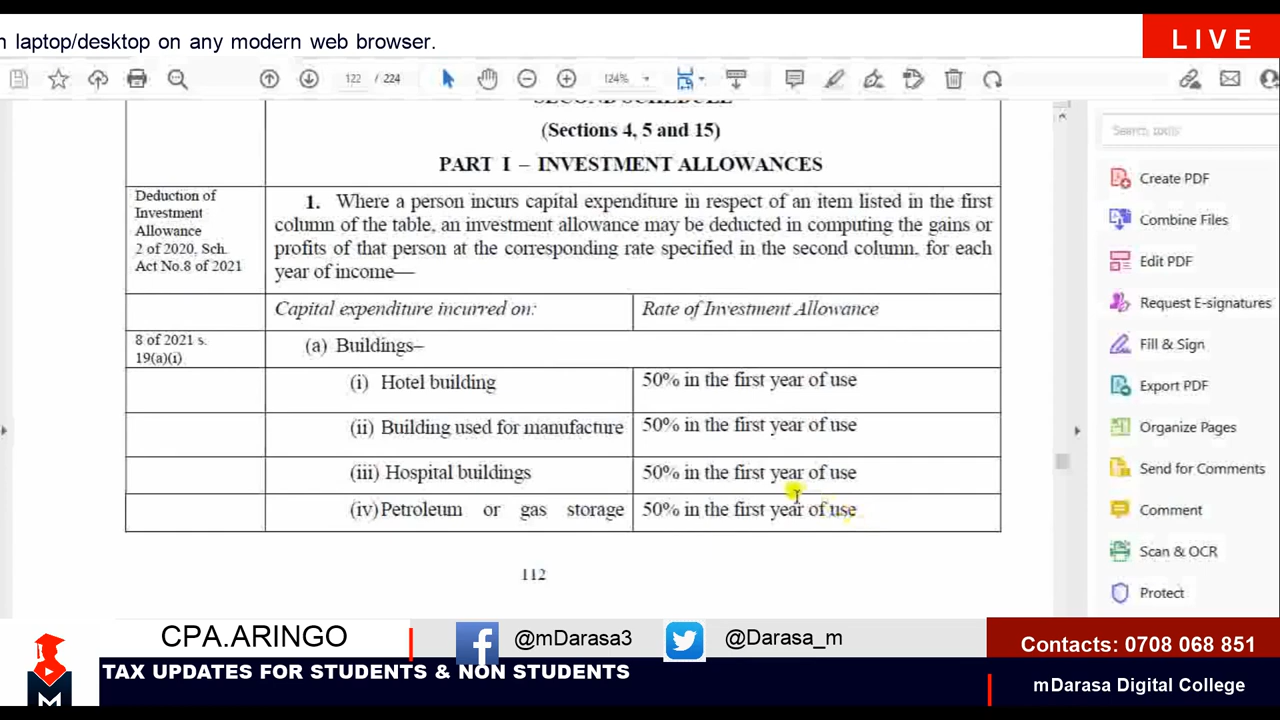 n laptop/desktop on any modern web browser.
LIVE
122 / 224
124%
SECOND SCHEDULE
(Sections 4, 5 and 15)
PART I – INVESTMENT ALLOWANCES
Deduction of
Investment
Allowance
2 of 2020, Sch.
Act No.8 of 2021
1. Where a person incurs capital expenditure in respect of an item listed in the first
column of the table, an investment allowance may be deducted in computing the gains or
profits of that person at the corresponding rate specified in the second column, for each
year of income—
Capital expenditure incurred on:
Rate of Investment Allowance
8 of 2021 s.
19(a)(i)
(a) Buildings–
(i) Hotel building
50% in the first year of use
(ii) Building used for manufacture
50% in the first year of use
(iii) Hospital buildings
50% in the first year of use
(iv) Petroleum or gas storage
50% in the first year of use
112
Search tools
Create PDF
Combine Files
Edit PDF
Request E-signatures
Fill & Sign
Export PDF
Organize Pages
Send for Comments
Comment
Scan & OCR
Protect
CPA.ARINGO
@mDarasa3
@Darasa_m
Contacts: 0708 068 851
TAX UPDATES FOR STUDENTS & NON STUDENTS
mDarasa Digital College
M